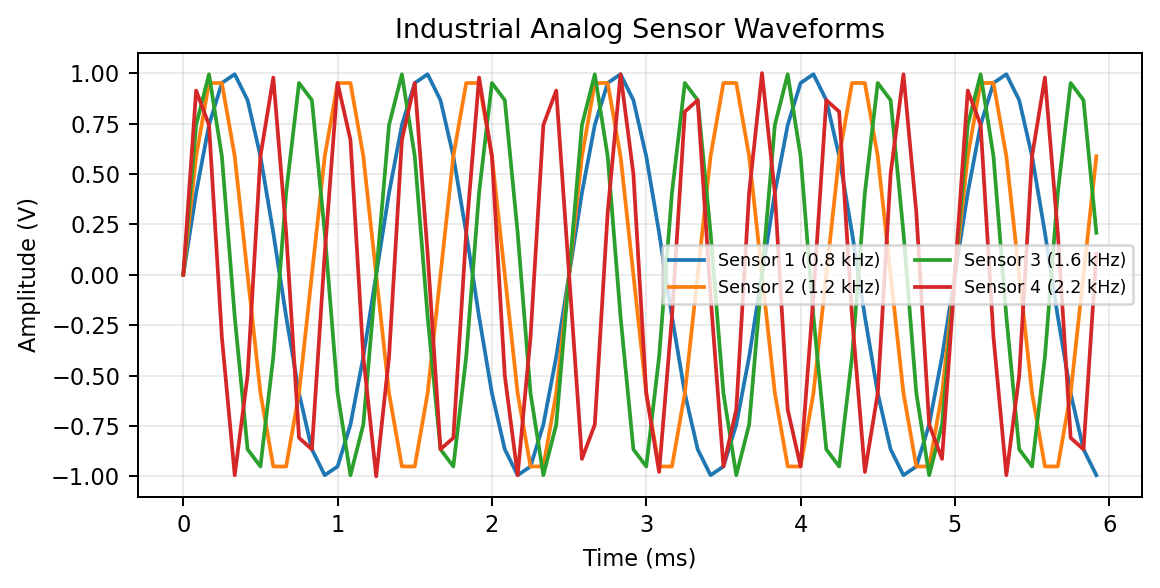 Industrial Analog Sensor Waveforms
Amplitude (V)
1.00
0.75
0.50
0.25
0.00
−0.25
−0.50
−0.75
−1.00
Sensor 1 (0.8 kHz)
Sensor 2 (1.2 kHz)
Sensor 3 (1.6 kHz)
Sensor 4 (2.2 kHz)
0 1 2 3 4 5 6
Time (ms)